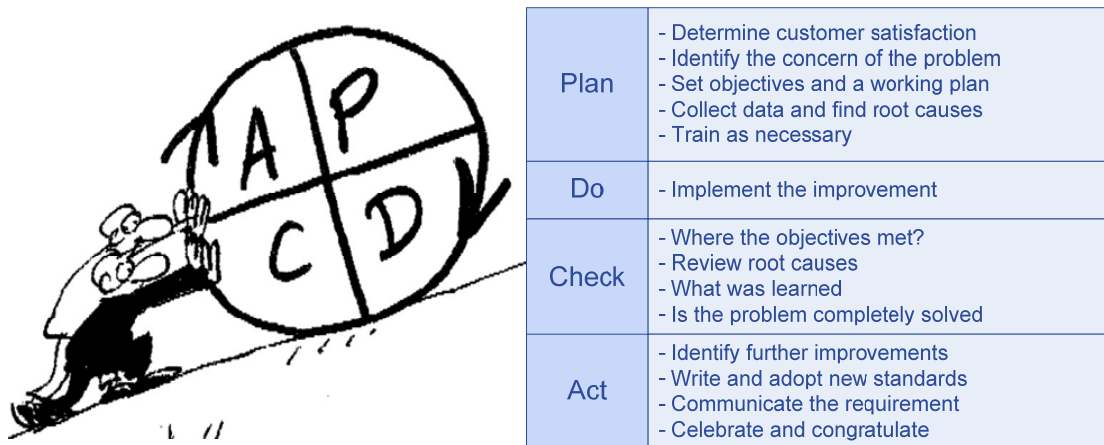 A P
C D
Plan
- Determine customer satisfaction
- Identify the concern of the problem
- Set objectives and a working plan
- Collect data and find root causes
- Train as necessary
Do
- Implement the improvement
Check
- Where the objectives met?
- Review root causes
- What was learned
- Is the problem completely solved
Act
- Identify further improvements
- Write and adopt new standards
- Communicate the requirement
- Celebrate and congratulate